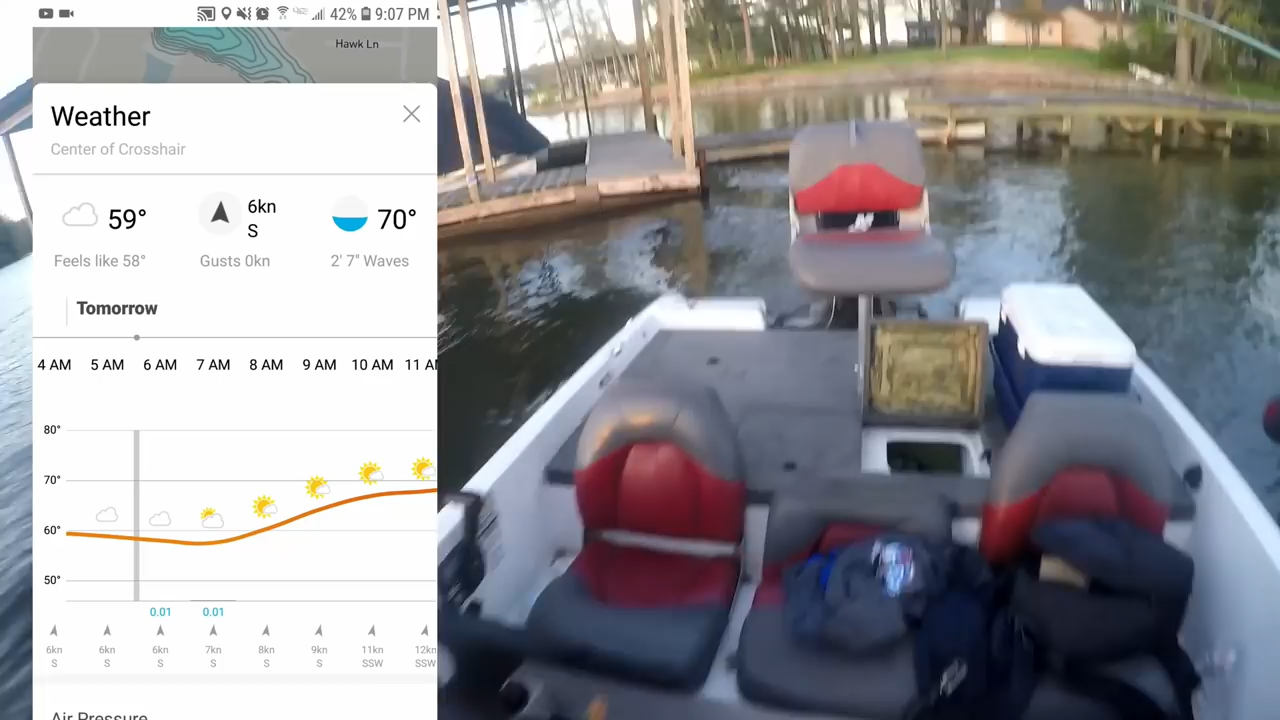 42% 9:07 PM
Hawk Ln
Weather
Center of Crosshair
59°
6kn
S
70°
Feels like 58°
Gusts 0kn
2' 7" Waves
Tomorrow
4 AM 5 AM 6 AM 7 AM 8 AM 9 AM 10 AM 11 AM
80°
70°
60°
50°
0.01 0.01
6kn 6kn 6kn 7kn 8kn 9kn 11kn 12kn
S S S S S S SSW SSW
Air Pressure